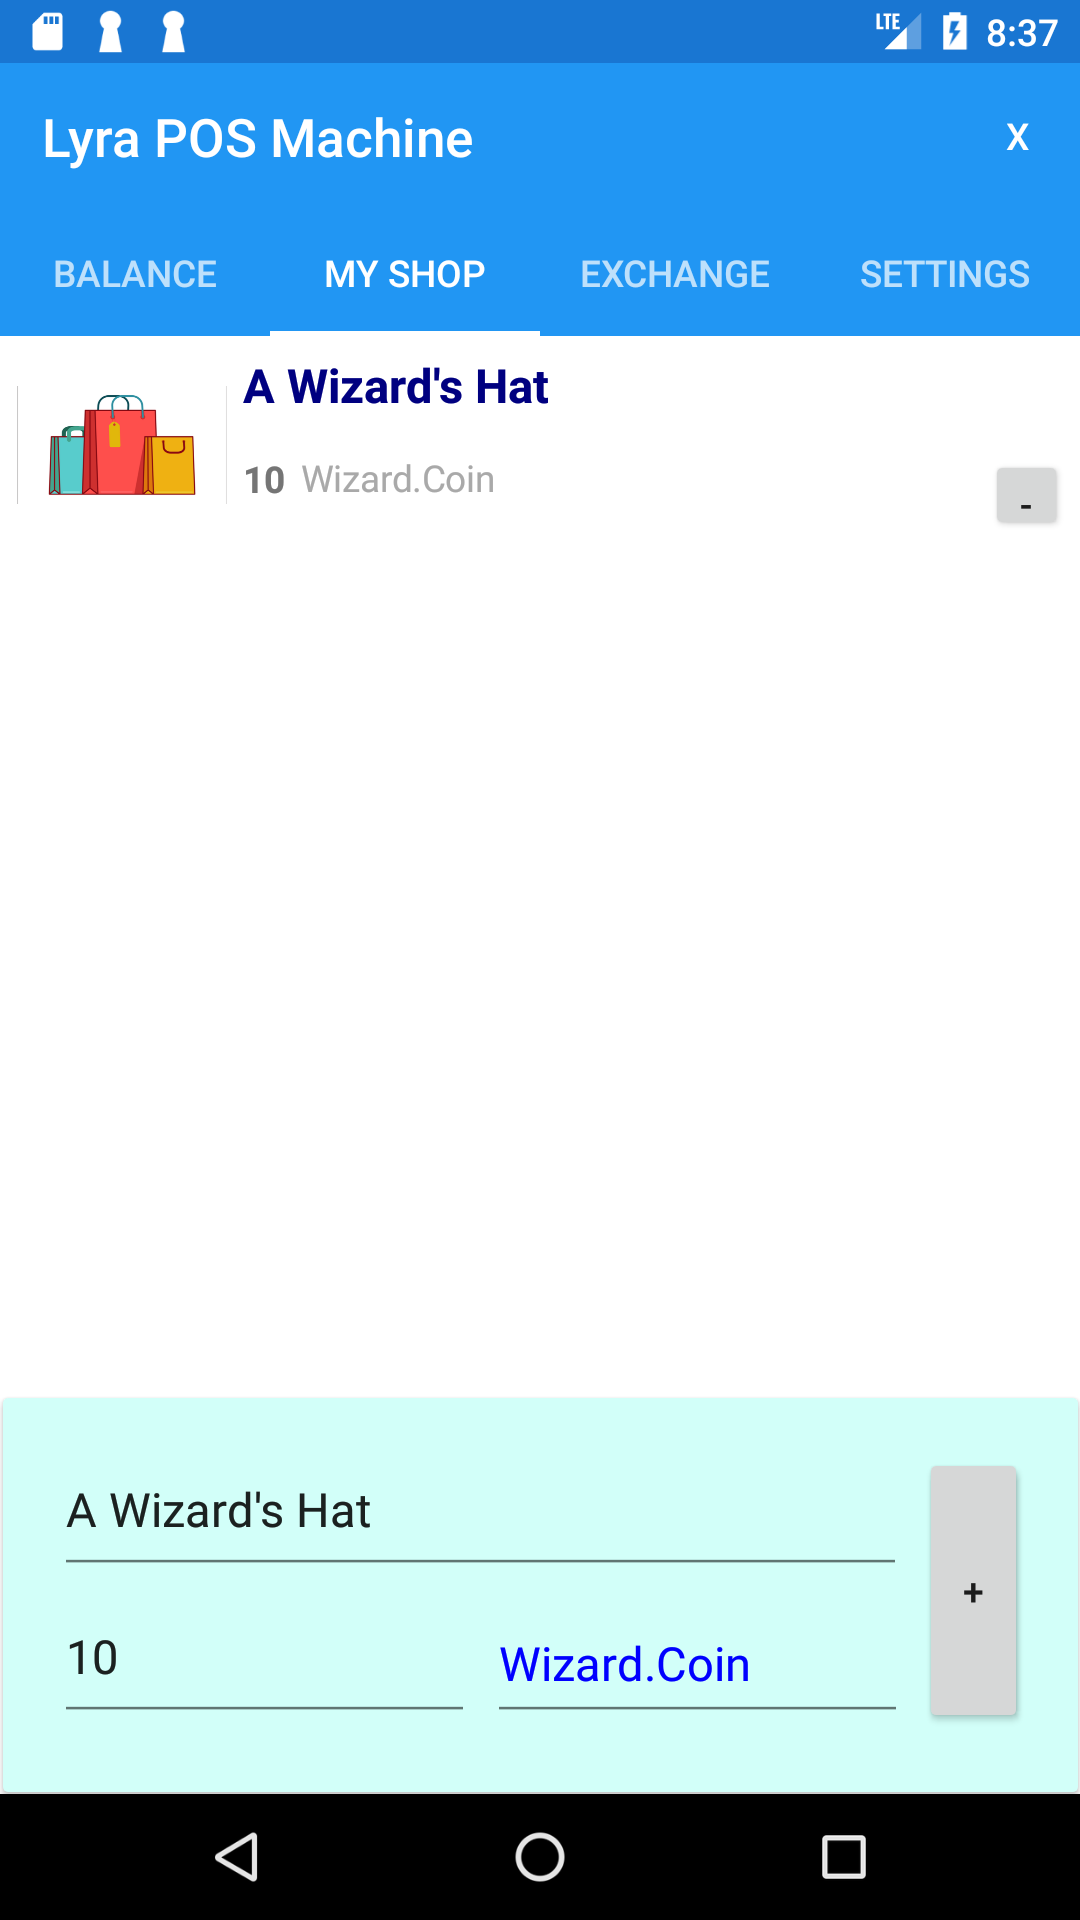 LTE 8:37
Lyra POS Machine X
BALANCE MY SHOP EXCHANGE SETTINGS
A Wizard's Hat
10 Wizard.Coin
-
A Wizard's Hat
+
10 Wizard.Coin